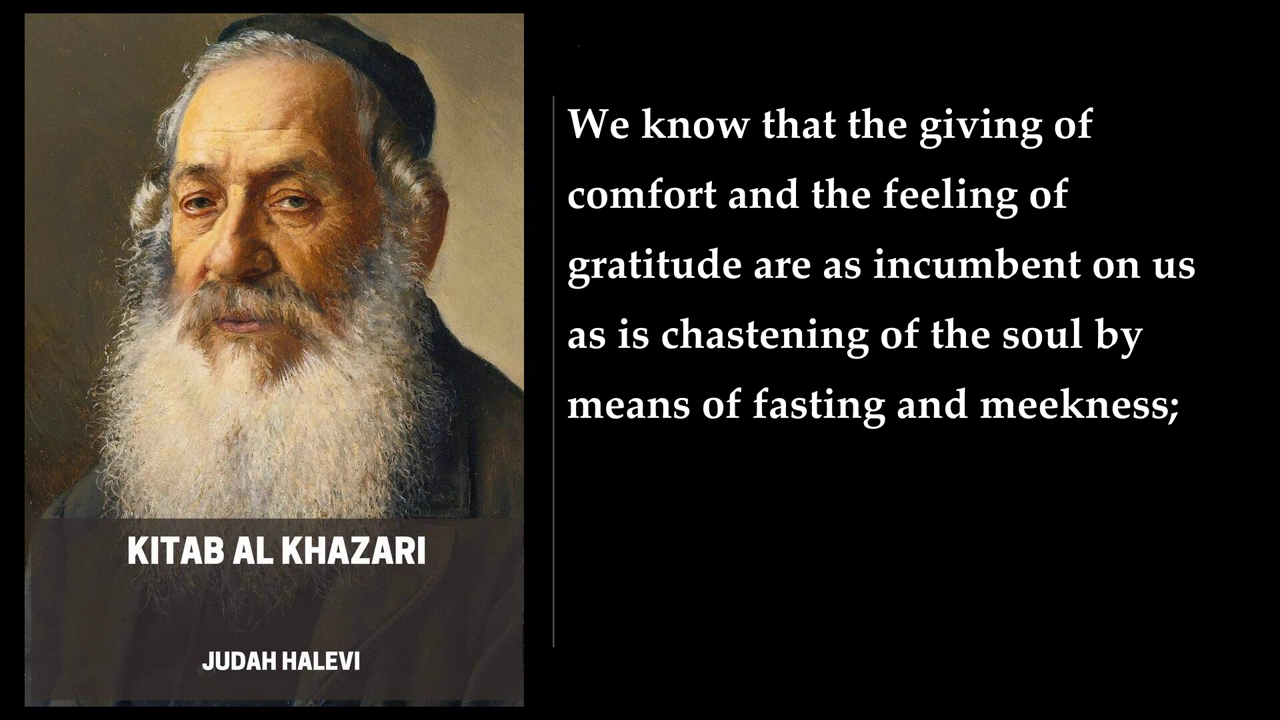 KITAB AL KHAZARI
JUDAH HALEVI
We know that the giving of
comfort and the feeling of
gratitude are as incumbent on us
as is chastening of the soul by
means of fasting and meekness;